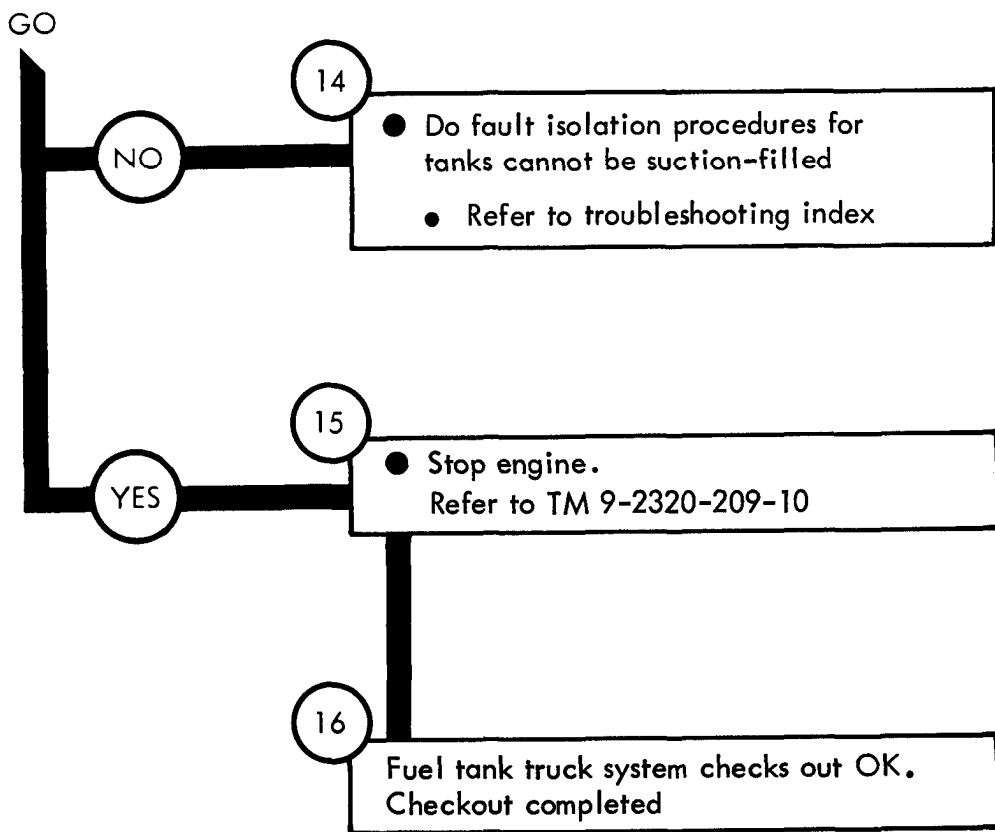 GO
14
NO
● Do fault isolation procedures for
tanks cannot be suction-filled
● Refer to troubleshooting index
15
YES
● Stop engine.
Refer to TM 9-2320-209-10
16
Fuel tank truck system checks out OK.
Checkout completed